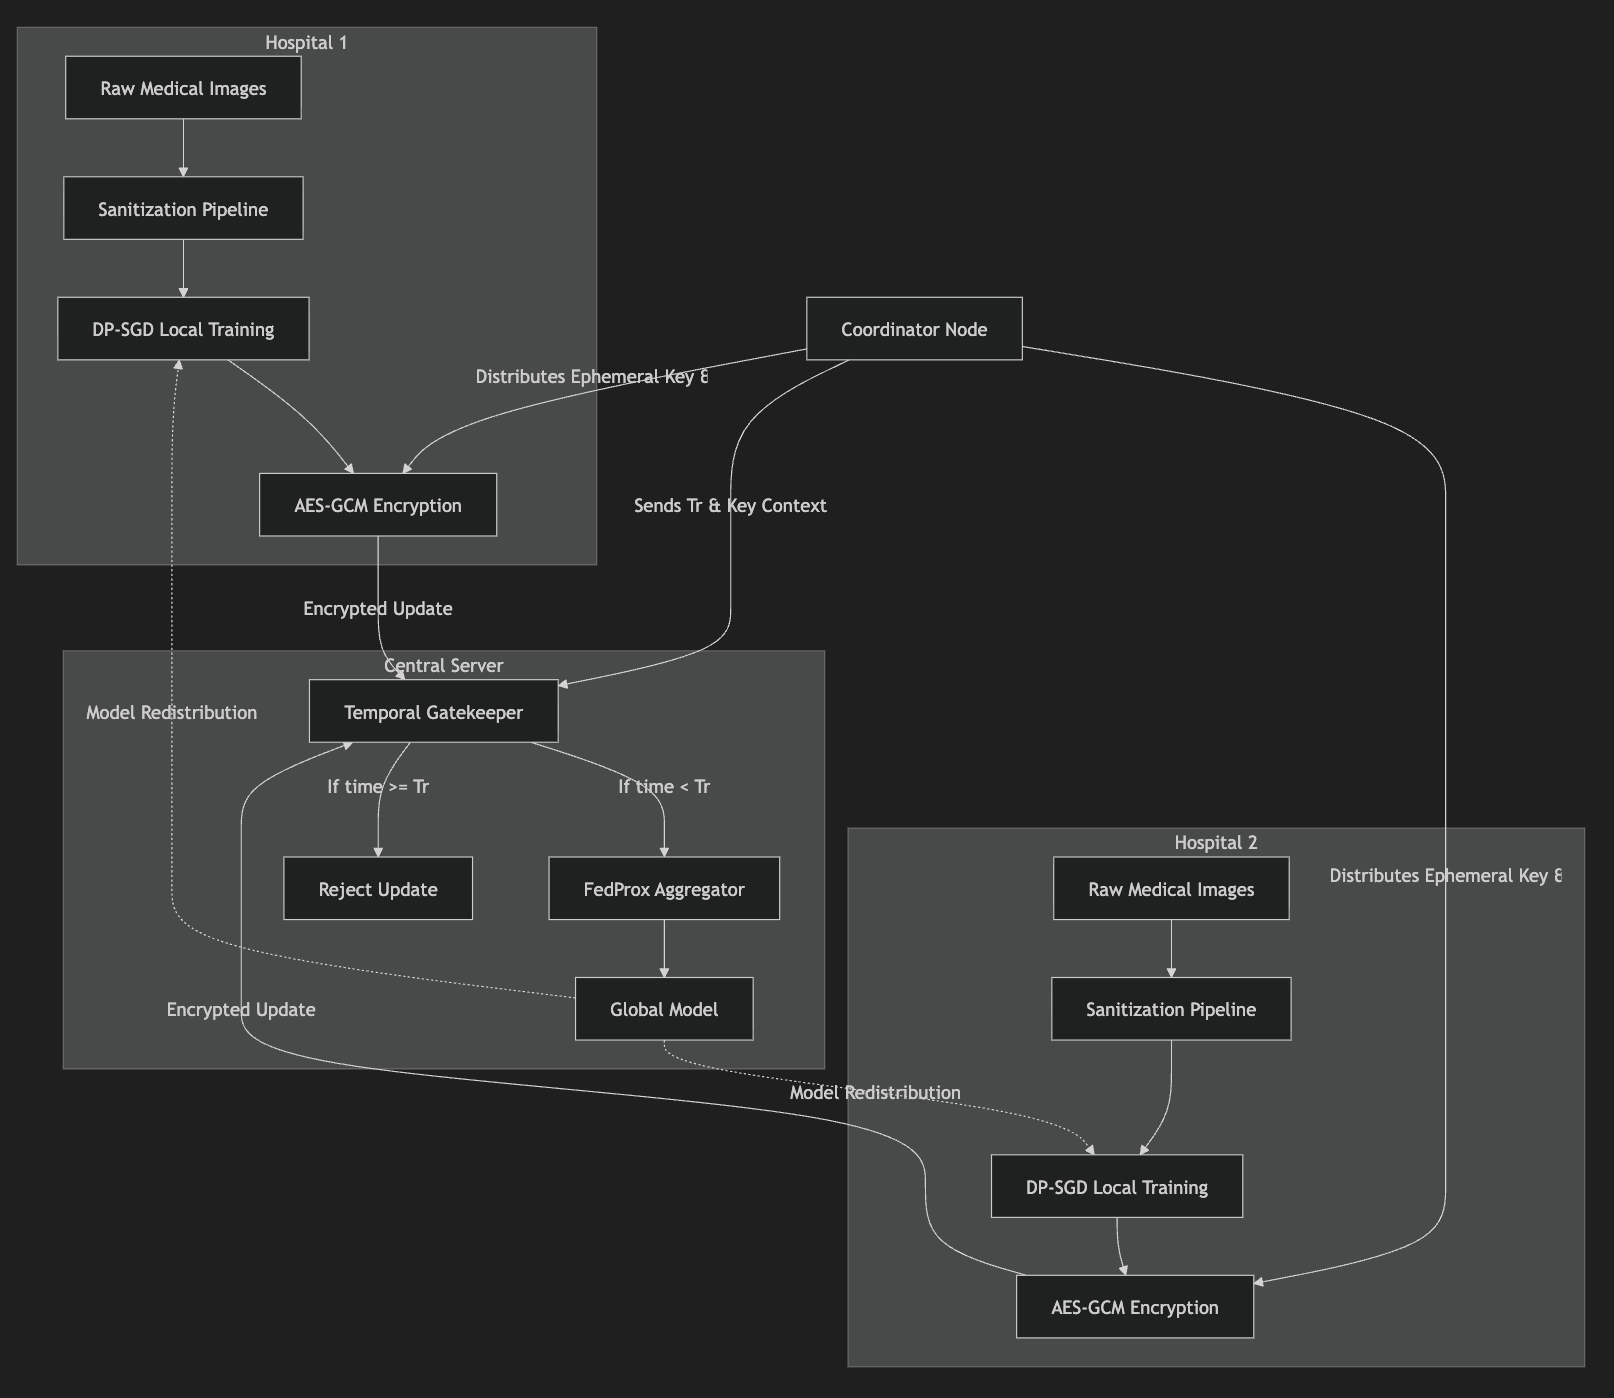 Hospital 1
Raw Medical Images
Sanitization Pipeline
DP-SGD Local Training
Coordinator Node
Distributes Ephemeral Key &
AES-GCM Encryption
Sends Tr & Key Context
Encrypted Update
Central Server
Temporal Gatekeeper
Model Redistribution
If time >= Tr
If time < Tr
Reject Update
FedProx Aggregator
Global Model
Encrypted Update
Model Redistribution
Hospital 2
Raw Medical Images
Distributes Ephemeral Key &
Sanitization Pipeline
DP-SGD Local Training
AES-GCM Encryption